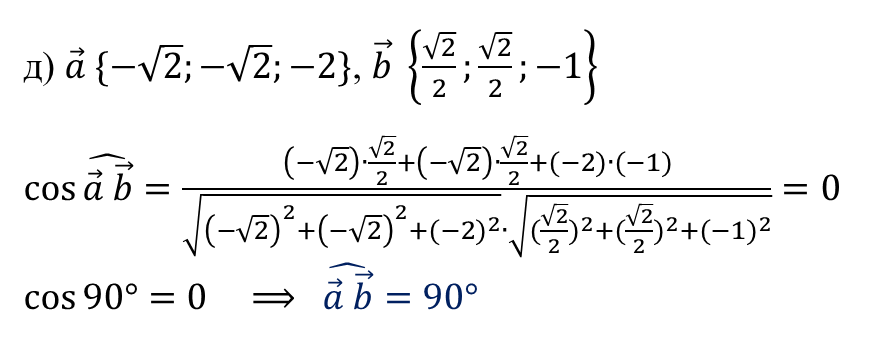 д) a⃗ {−√2; −√2; −2}, b⃗ {√2/2; √2/2; −1}
cos a⃗ b⃗ = ((−√2)·√2/2+(−√2)·√2/2+(−2)·(−1))/(√((−√2)²+(−√2)²+(−2)²)·√((√2/2)²+(√2/2)²+(−1)²)) = 0
cos 90° = 0 ⟹ a⃗ b⃗ = 90°